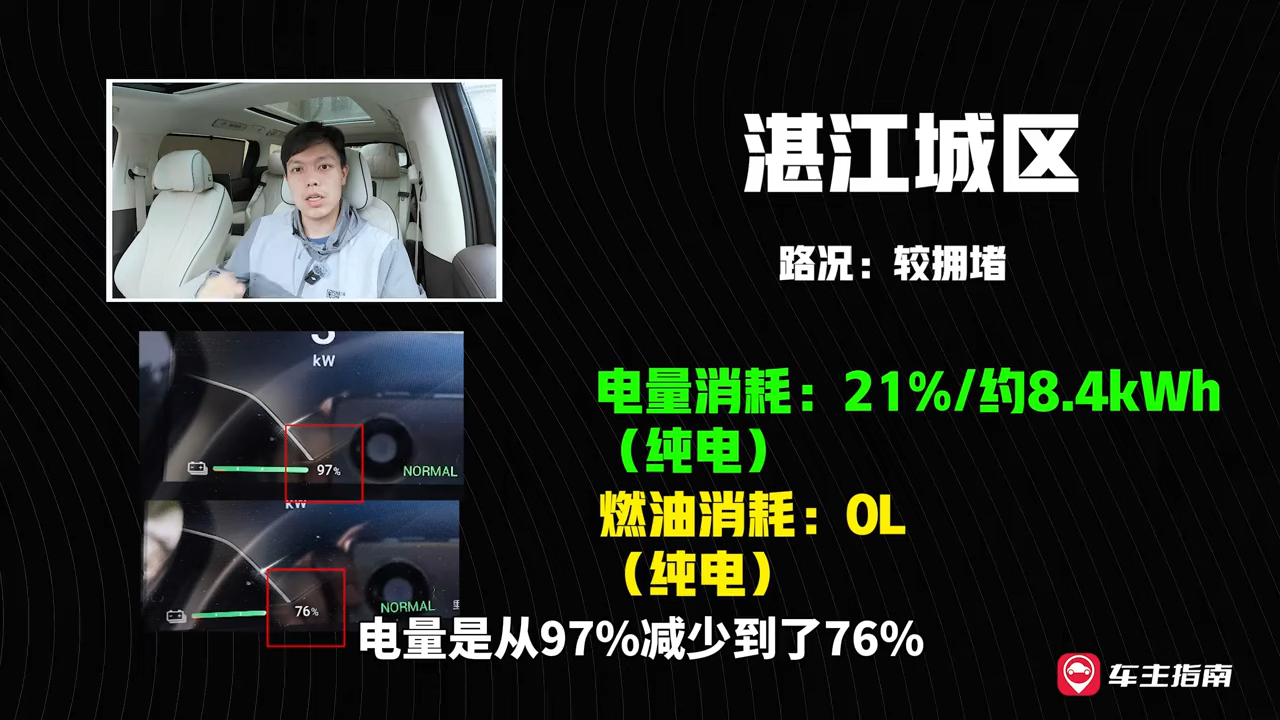 湛江城区
路况：较拥堵
kW
97%
NORMAL
电量消耗：21%/约8.4kWh
（纯电）
燃油消耗：0L
（纯电）
kW
76%
NORMAL
电量是从97%减少到了76%
车主指南